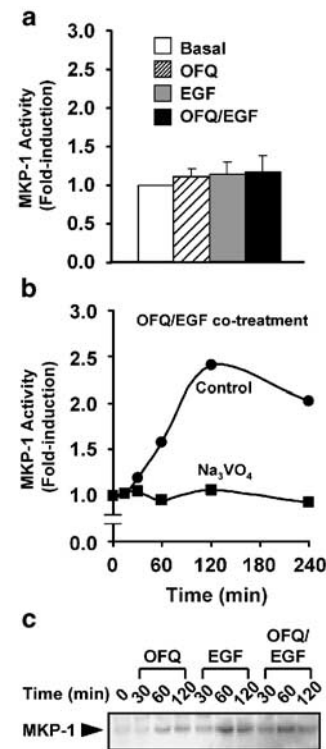 a
MKP-1 Activity
(Fold-induction)
3.0
2.5
2.0
1.5
1.0
0.5
0.0
Basal
OFQ
EGF
OFQ/EGF
b
MKP-1 Activity
(Fold-induction)
3.0
2.5
2.0
1.5
1.0
0.0
OFQ/EGF co-treatment
Control
Na₃VO₄
0 60 120 180 240
Time (min)
c
OFQ EGF OFQ/
EGF
Time (min) 0 30 60 120 30 60 120 30 60 120
MKP-1